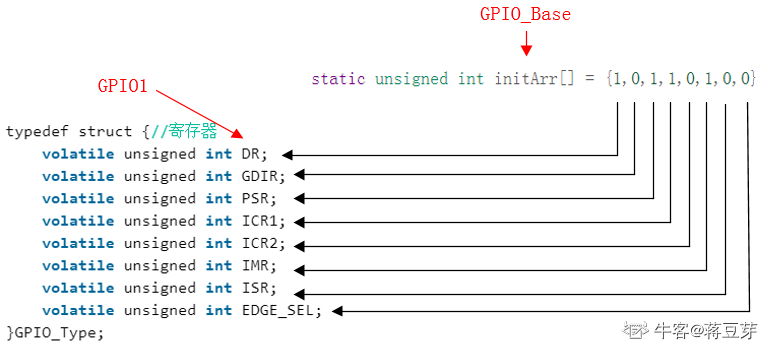 GPIO_Base
static unsigned int initArr[] = {1,0,1,1,0,1,0,0}
GPIO1
typedef struct {//寄存器
volatile unsigned int DR;
volatile unsigned int GDIR;
volatile unsigned int PSR;
volatile unsigned int ICR1;
volatile unsigned int ICR2;
volatile unsigned int IMR;
volatile unsigned int ISR;
volatile unsigned int EDGE_SEL;
}GPIO_Type;
牛客@蒋豆芽